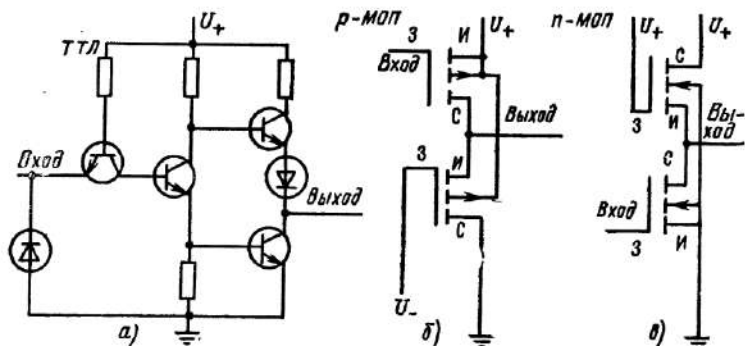 ТТЛ
U+
Вход
Выход
а)
р-МОП
З
Вход
И
U+
С
Выход
З
И
С
U-
б)
n-МОП
U+
U+
З
С
И
Вы-
ход
С
Вход
З
И
в)